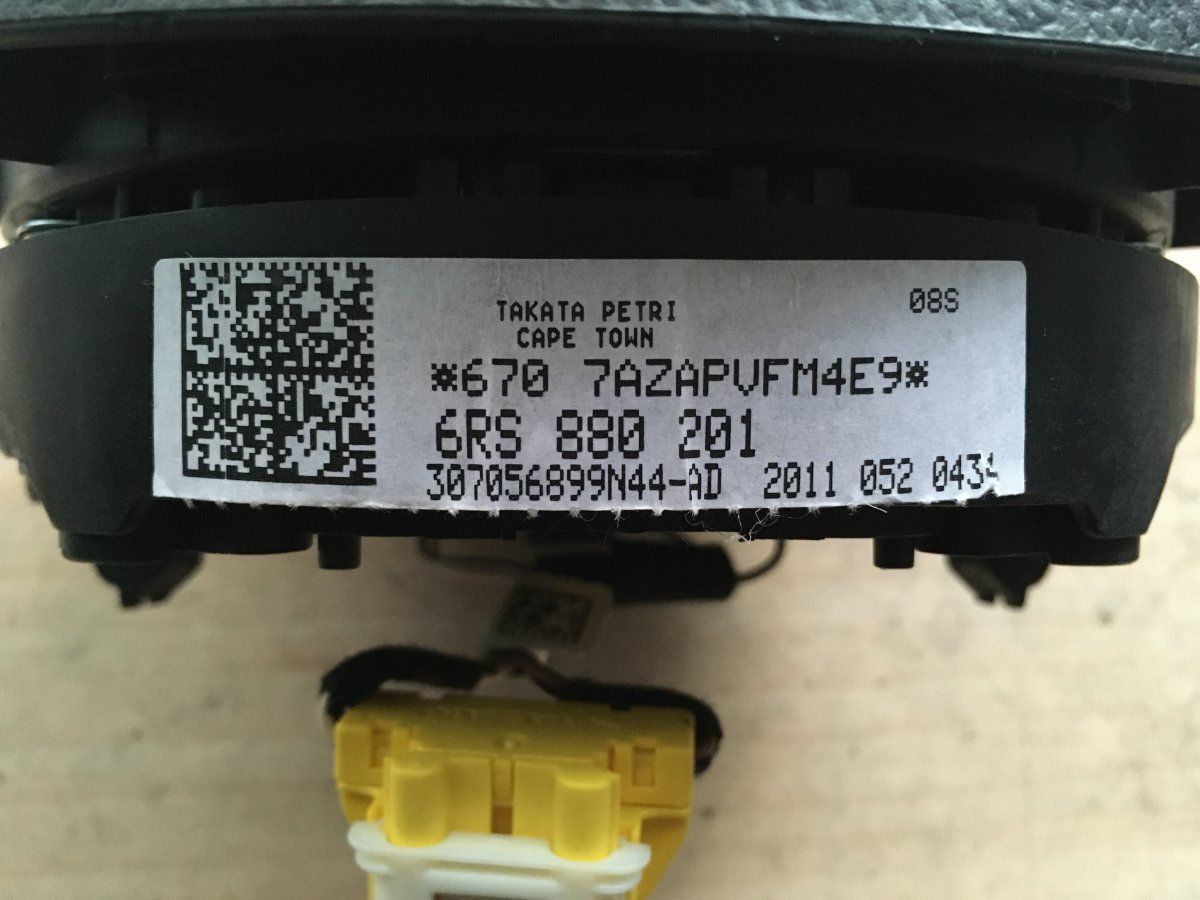 08S
TAKATA PETRI
CAPE TOWN
*670 7AZAPVFM4E9*
6RS 880 201
307056899N44-AD 2011 052 0434